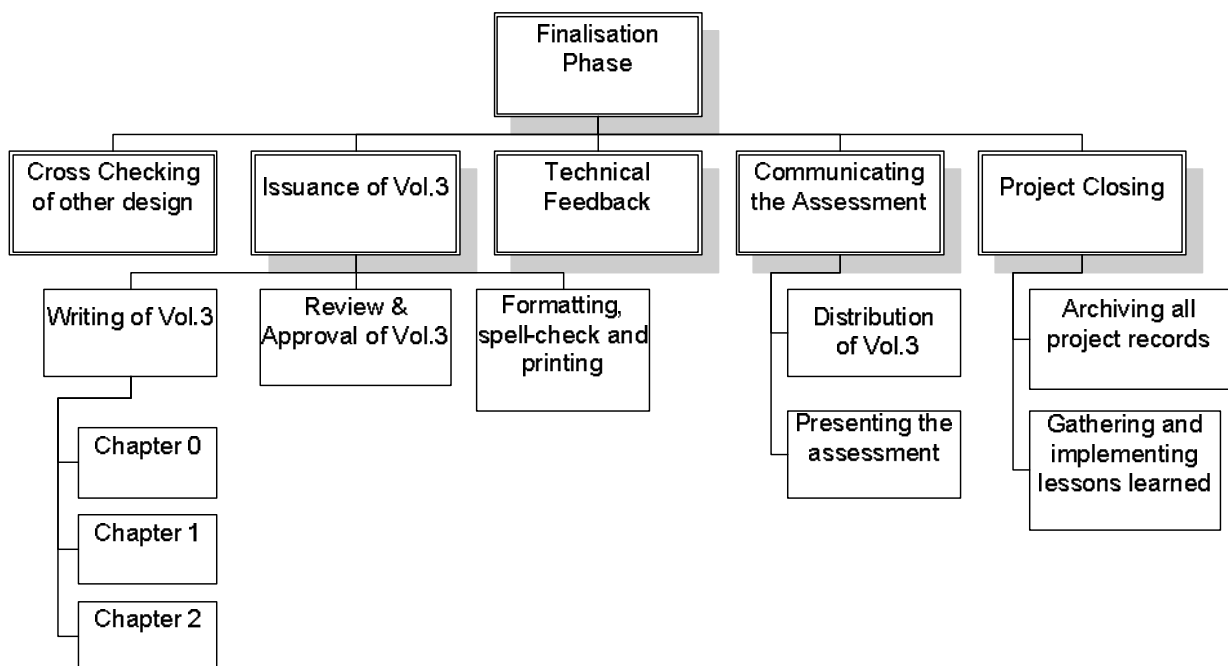 Finalisation
Phase
Cross Checking
of other design
Issuance of Vol.3
Technical
Feedback
Communicating
the Assessment
Project Closing
Writing of Vol.3
Review &
Approval of Vol.3
Formatting,
spell-check and
printing
Distribution
of Vol.3
Archiving all
project records
Chapter 0
Chapter 1
Chapter 2
Presenting the
assessment
Gathering and
implementing
lessons learned